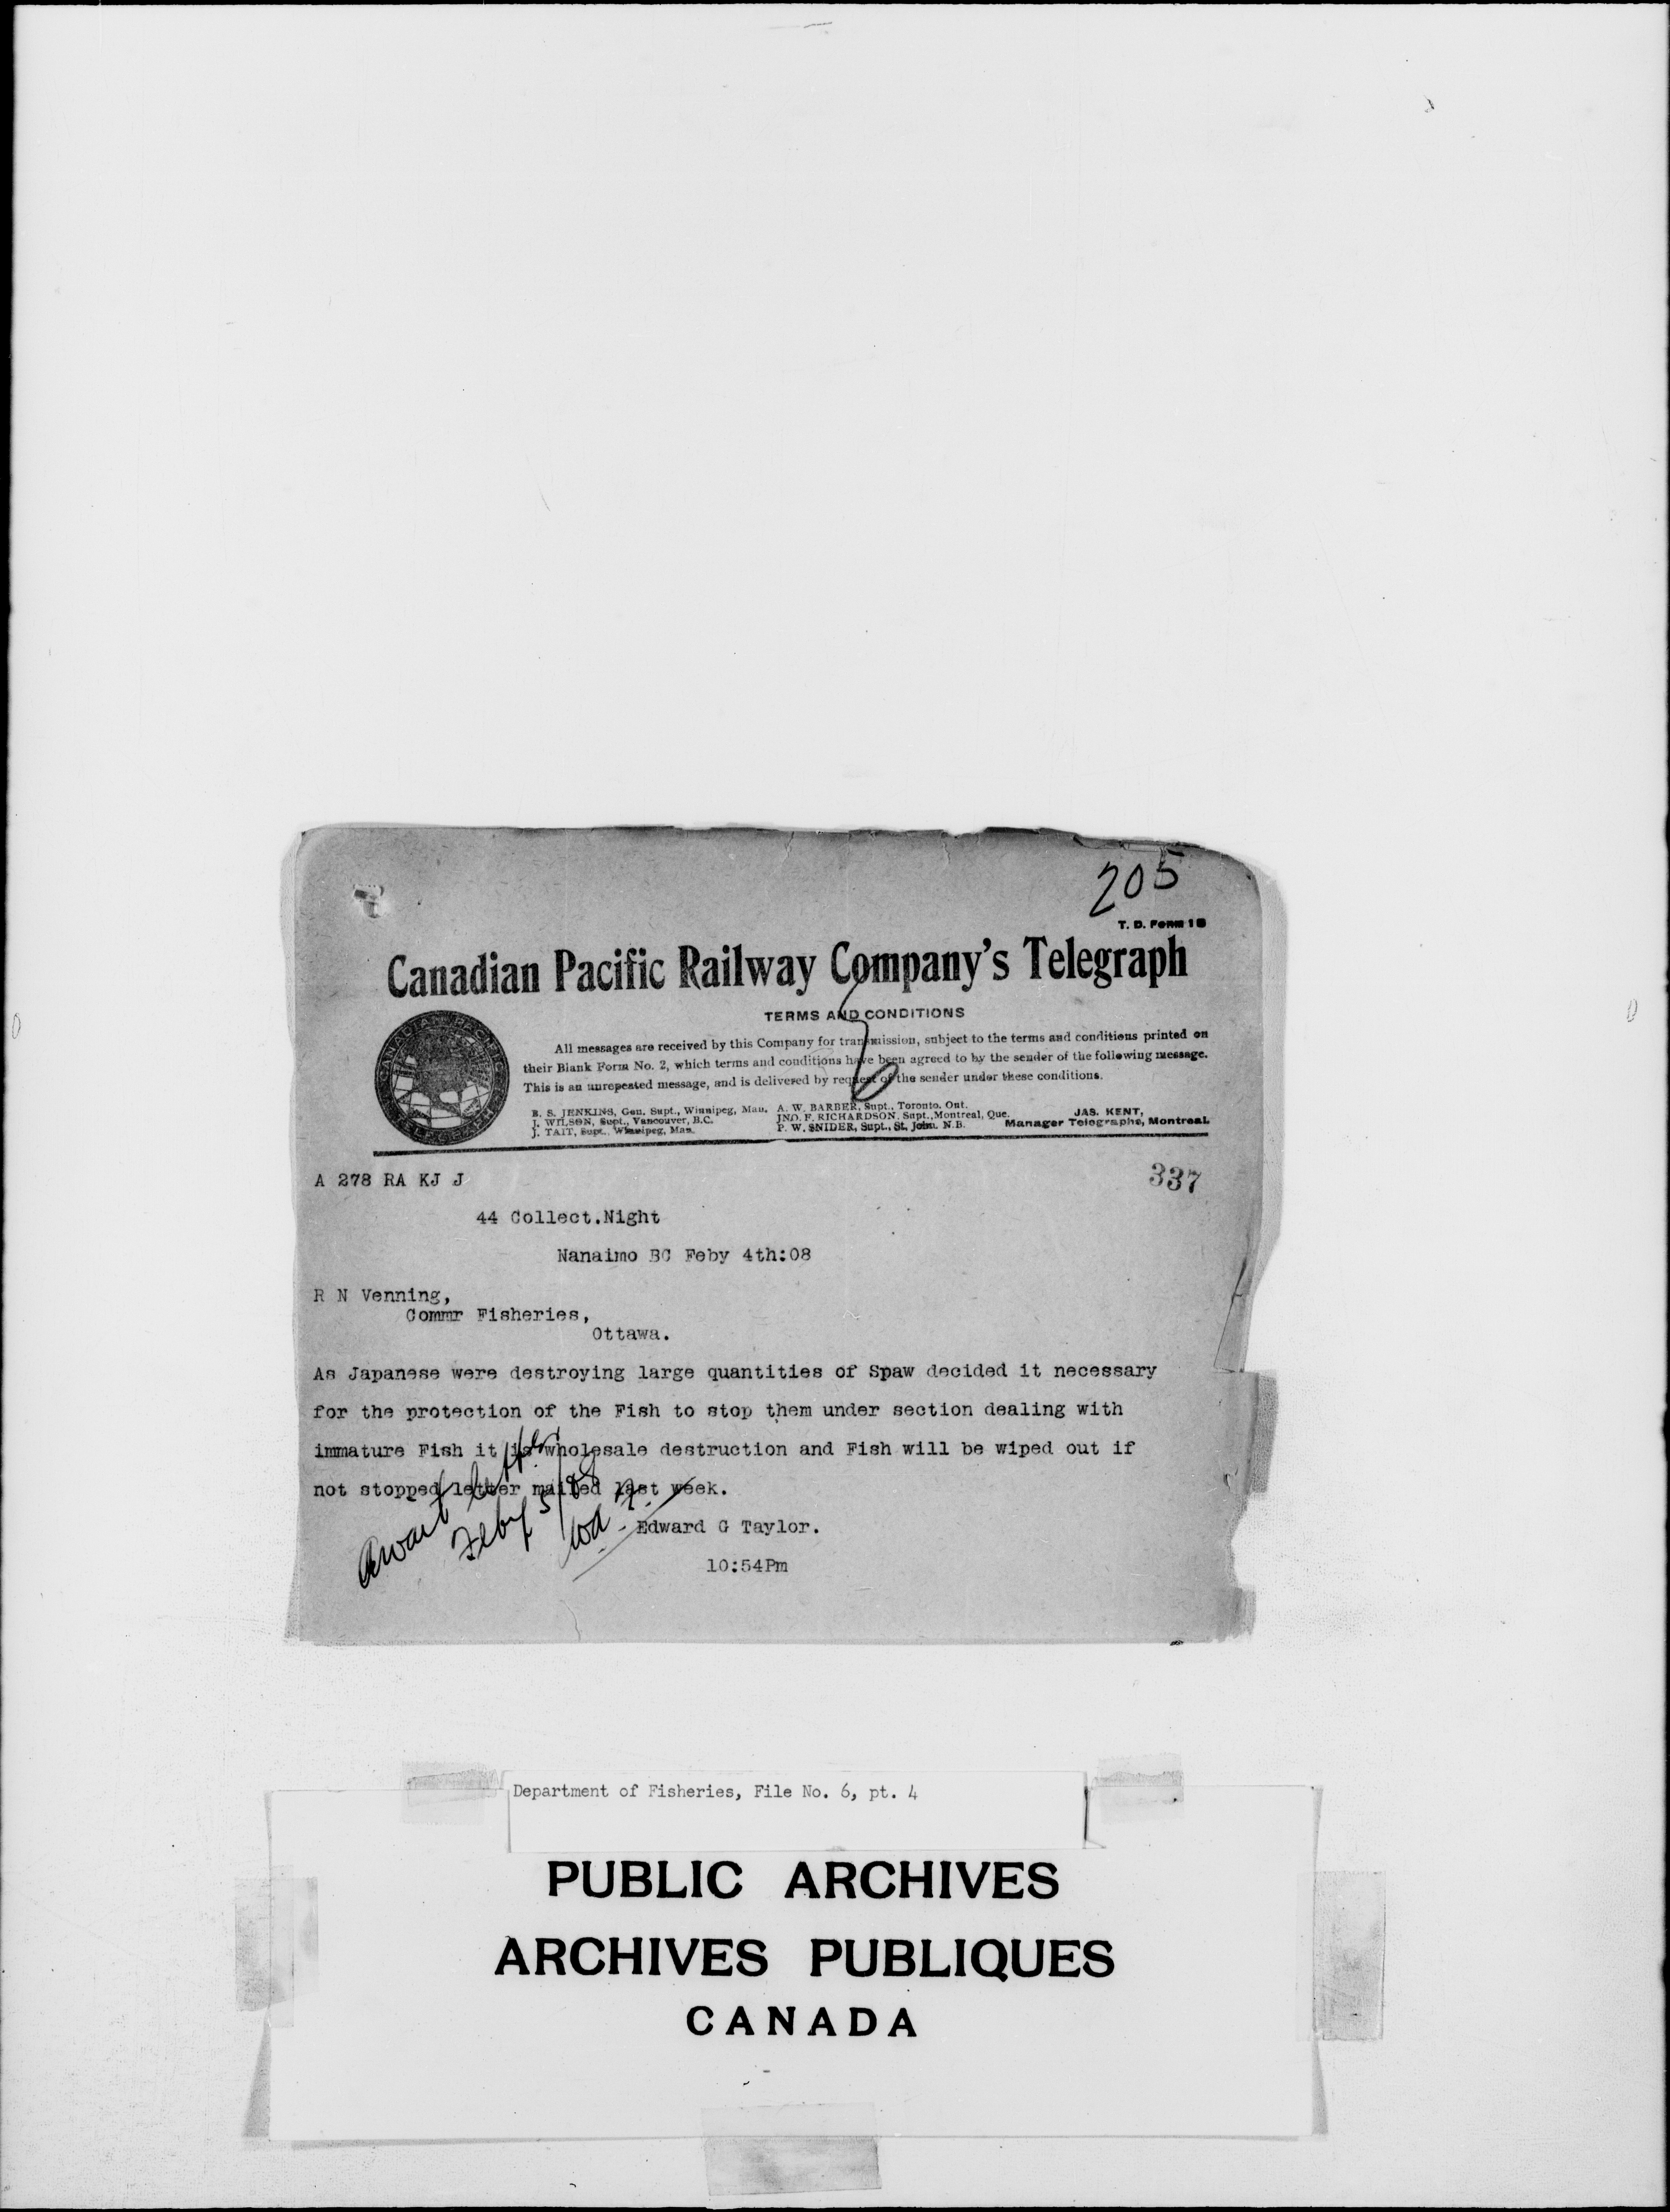 205
T. D. Form 1 B
Canadian Pacific Railway Company's Telegraph
TERMS AND CONDITIONS
All messages are received by this Company for transmission, subject to the terms and conditions printed on
their Blank Form No. 2, which terms and conditions have been agreed to by the sender of the following message.
This is an unrepeated message, and is delivered by request of the sender under these conditions.
B. S. JENKINS, Gen. Supt., Winnipeg, Man.
J. WILSON, Supt., Vancouver, B.C.
J. TAIT, Supt., Winnipeg, Man.
A. W. BARBER, Supt., Toronto, Ont.
JNO. F. RICHARDSON, Supt., Montreal, Que.
P. W. SNIDER, Supt., St. John, N.B.
JAS. KENT,
Manager Telegraphs, Montreal.
6
A 278 RA KJ J
337
44 Collect.Night
Nanaimo BC Feby 4th:08
R N Venning,
Commr Fisheries,
Ottawa.
As Japanese were destroying large quantities of Spaw decided it necessary
for the protection of the Fish to stop them under section dealing with
immature Fish it is wholesale destruction and Fish will be wiped out if
not stopped letter mailed last week.
Edward G Taylor.
10:54Pm
Await letter
Feby 5/08
Department of Fisheries, File No. 6, pt. 4
PUBLIC ARCHIVES
ARCHIVES PUBLIQUES
CANADA